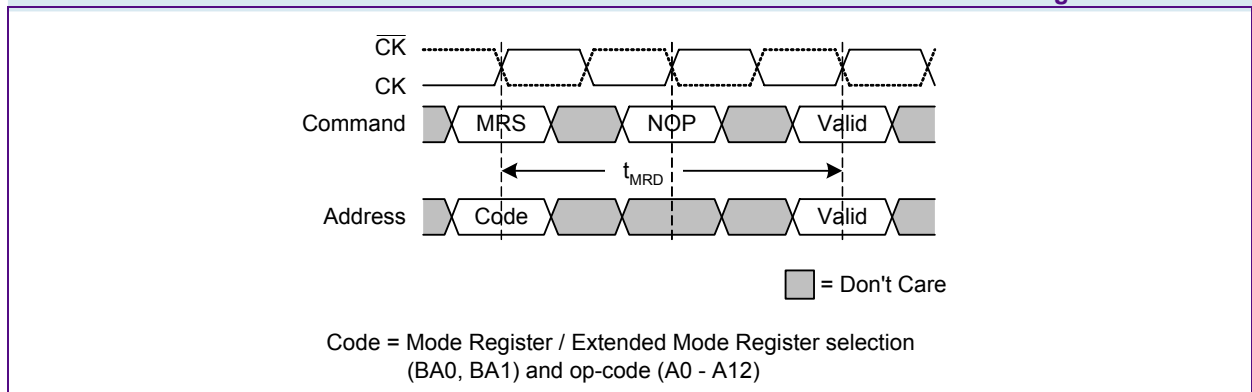 CK
CK
Command MRS NOP Valid
tMRD
Address Code Valid
= Don't Care
Code = Mode Register / Extended Mode Register selection
(BA0, BA1) and op-code (A0 - A12)